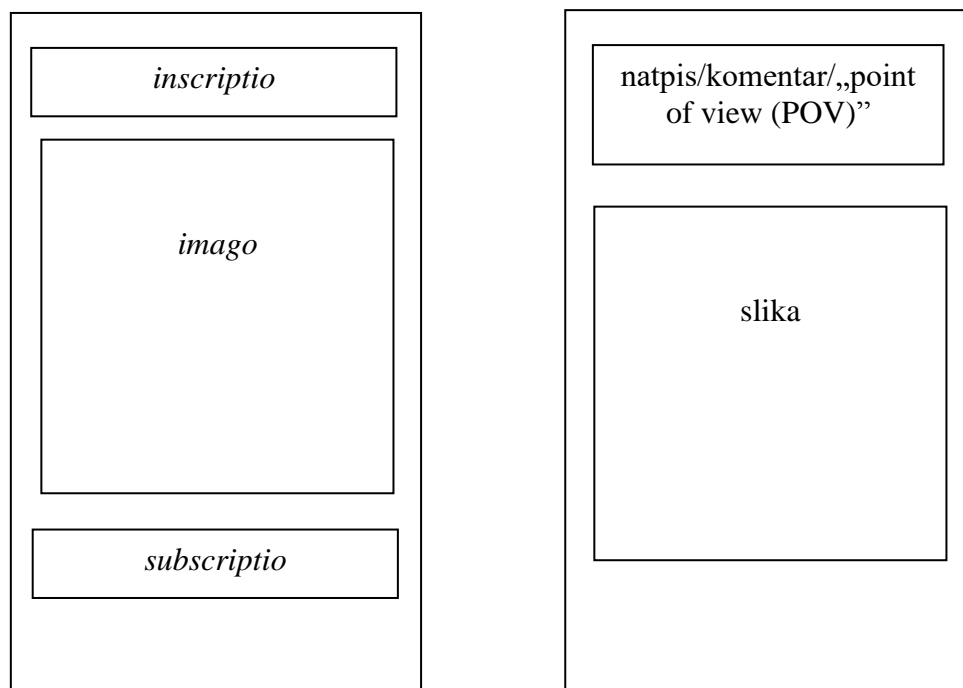 inscriptio
imago
subscriptio
natpis/komentar/„point
of view (POV)”
slika